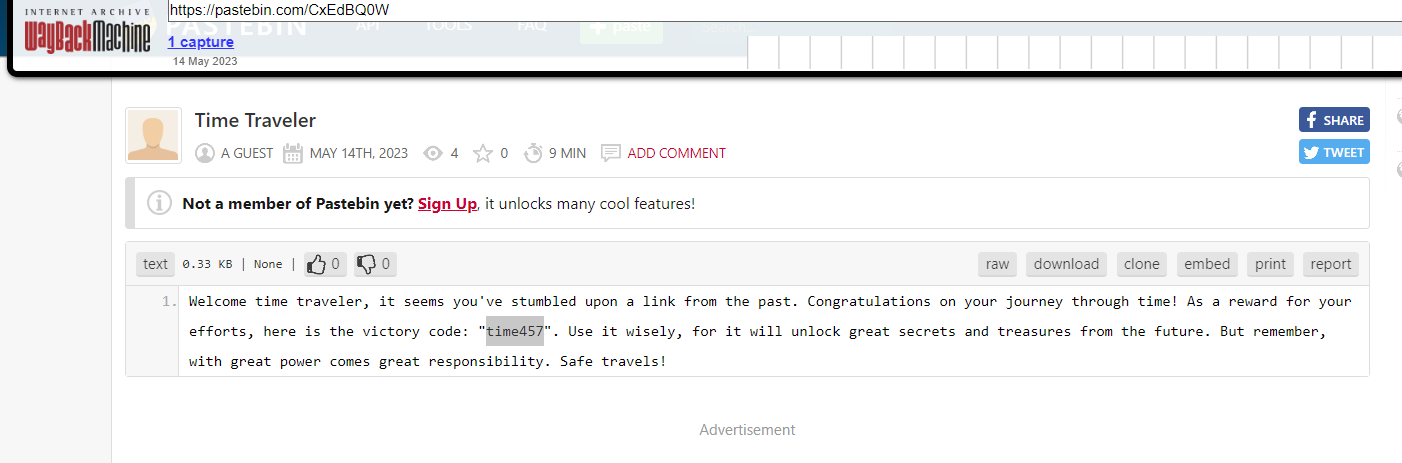 INTERNET ARCHIVE
WayBackMachine
https://pastebin.com/CxEdBQ0W
PASTEBIN API TOOLS FAQ + paste Search
1 capture
14 May 2023
Time Traveler
A GUEST MAY 14TH, 2023 4 0 9 MIN ADD COMMENT
SHARE
TWEET
Not a member of Pastebin yet? Sign Up, it unlocks many cool features!
text 0.33 KB | None | 0 0 raw download clone embed print report
1. Welcome time traveler, it seems you've stumbled upon a link from the past. Congratulations on your journey through time! As a reward for your
efforts, here is the victory code: "time457". Use it wisely, for it will unlock great secrets and treasures from the future. But remember,
with great power comes great responsibility. Safe travels!
Advertisement